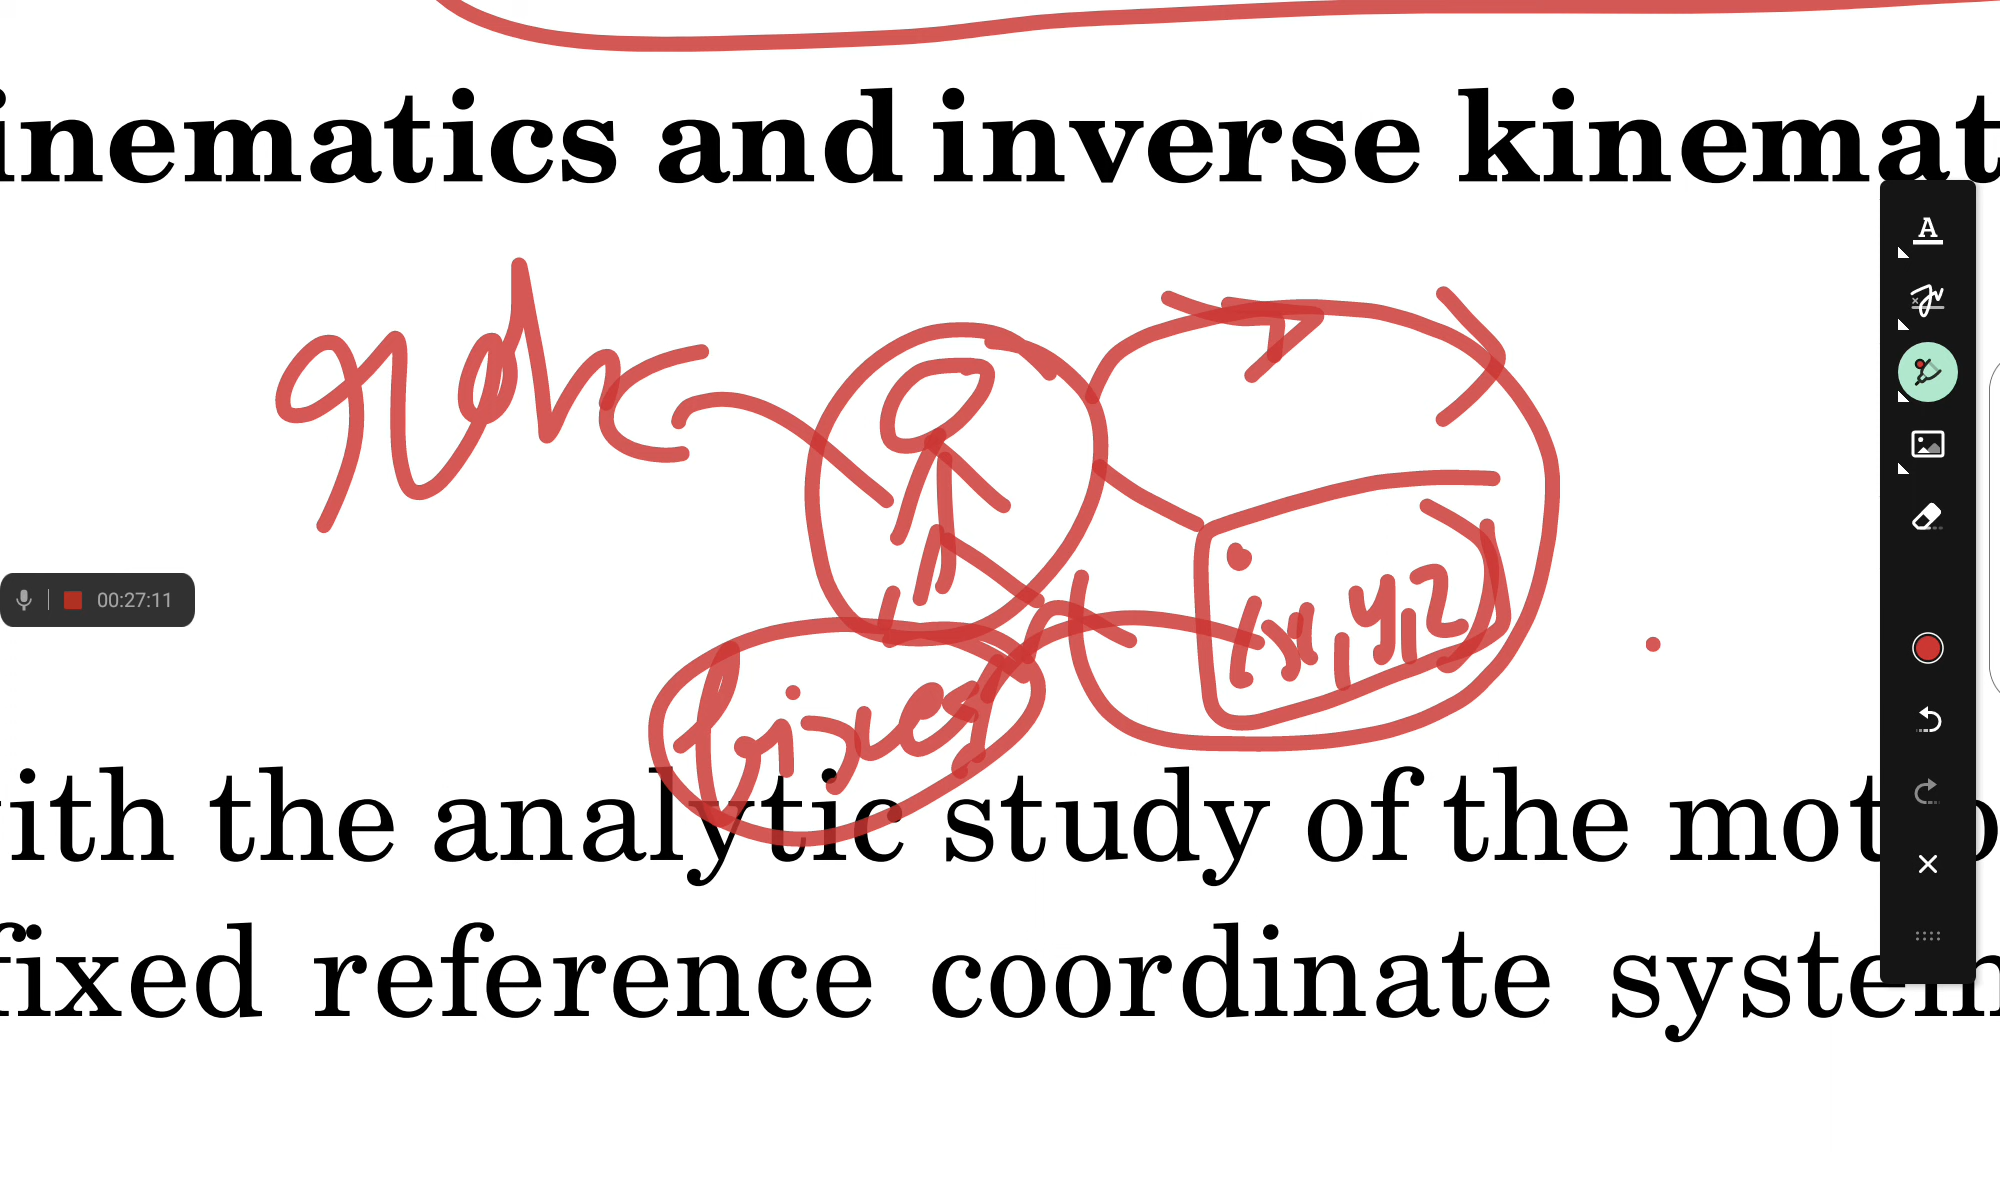 inematics and inverse kinemat
(x,y,z)
00:27:11
fixed
ith the analytic study of the mot
fixed reference coordinate system